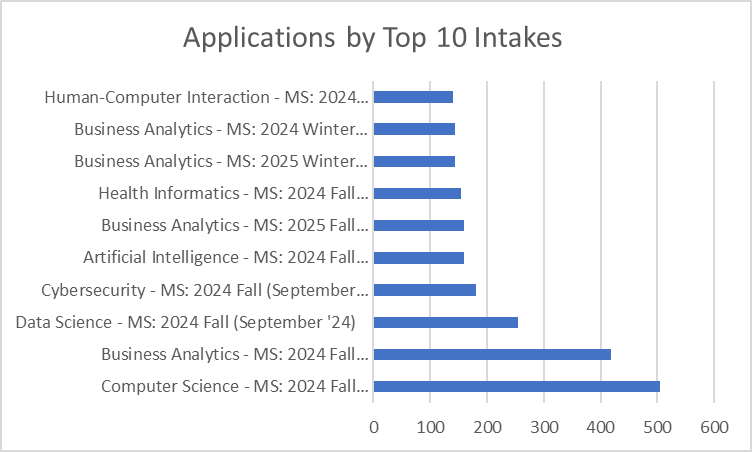 Applications by Top 10 Intakes
Human-Computer Interaction - MS: 2024...
Business Analytics - MS: 2024 Winter...
Business Analytics - MS: 2025 Winter...
Health Informatics - MS: 2024 Fall...
Business Analytics - MS: 2025 Fall...
Artificial Intelligence - MS: 2024 Fall...
Cybersecurity - MS: 2024 Fall (September...
Data Science - MS: 2024 Fall (September '24)
Business Analytics - MS: 2024 Fall...
Computer Science - MS: 2024 Fall...
0 100 200 300 400 500 600